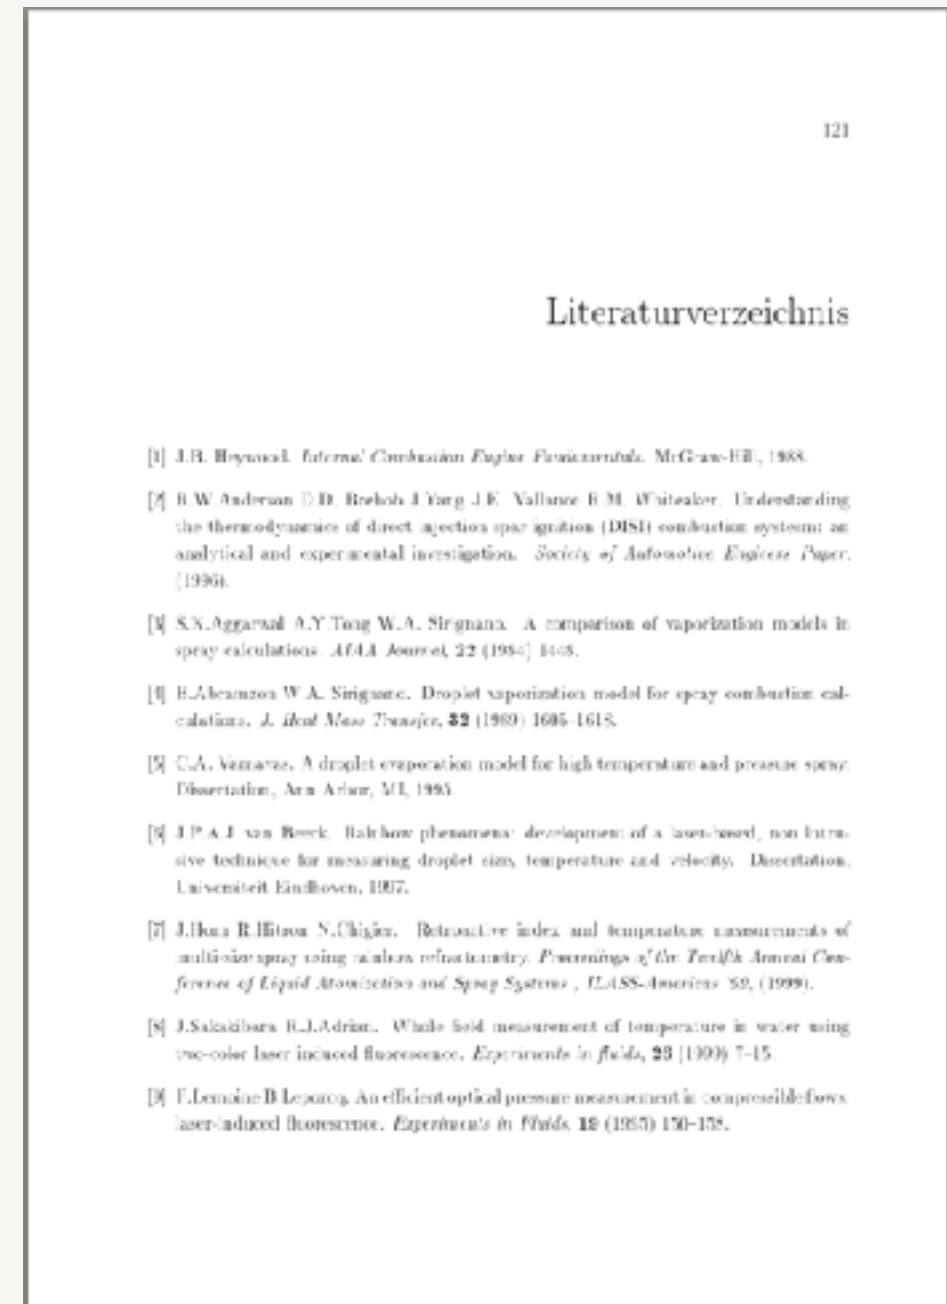 121
Literaturverzeichnis
[1] J.B. Heywood. Internal Combustion Engine Fundamentals. McGraw-Hill, 1988.
[2] R.W.Anderson D.D. Brehob J.Yang J.K. Vallance R.M. Whiteaker. Understanding
the thermodynamics of direct injection spar ignition (DISI) combustion systems: an
analytical and experimental investigation. Society of Automotive Paper,
(1996).
[3] S.K.Aggarwal A.Y.Tong W.A. Sirignano. A comparison of vaporization models in
spray calculations. AIAA Journal, 22 (1984) 1448.
[4] B.Abramzon W.A. Sirignano. Droplet vaporization model for spray combustion cal-
culations. J. Heat Mass Transfer, 32 (1989) 1605–1618.
[5] C.A. A droplet evaporation model for high temperature and pressure spray.
Dissertation, Ann Arbor, MI,
[6] J.P.A.J. van Beeck. Rainbow phenomena: development of a laser-based, non intru-
sive technique for measuring droplet size, temperature and velocity. Dissertation,
Universiteit Eindhoven, 1997.
[7] J.Hom N.Chigier. index and temperature measurements of
multi-size spray using rainbow refractometry. Proceedings of the Twelfth Annual Con-
ference of Liquid Atomization and Spray Systems , ILASS-Americas '99, (1999).
[8] J.Sakakibara R.J.Adrian. Whole field measurement of temperature in water using
two-color laser induced fluorescence. Experiments in fluids, (1999) 7–15.
[9] F.Lemoine B.Leporcq. An efficient optical pressure measurement in compressible flows:
laser-induced fluorescence. Experiments in Fluids, 19 (1995)